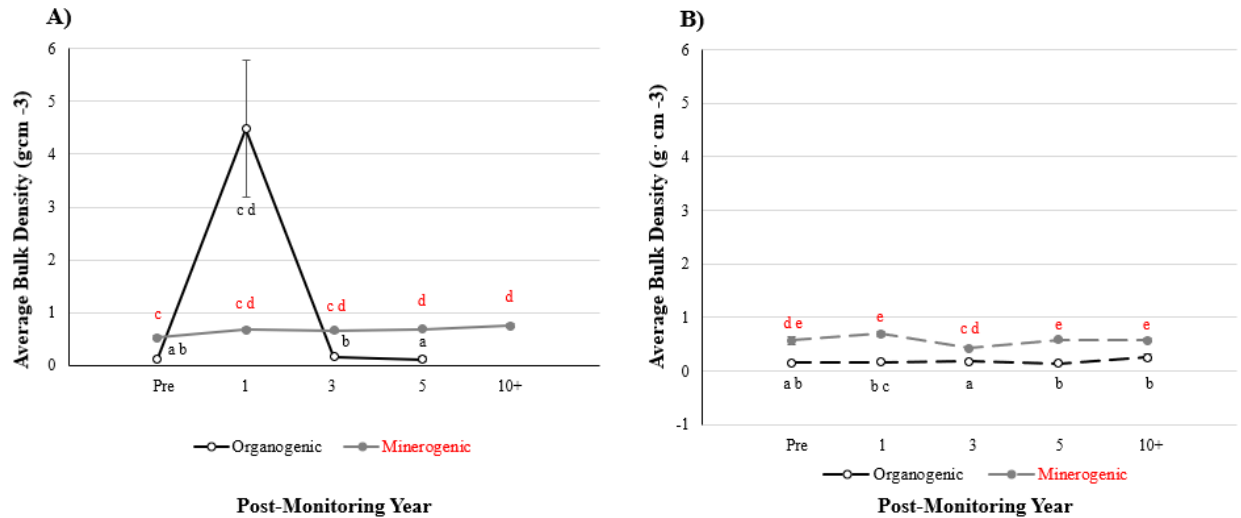 A)
Average Bulk Density (g·cm -3)
6
5
4
3
2
1
0
c
c d
c d
d
d
a b
c d
b
a
Pre 1 3 5 10+
Organogenic Minerogenic
Post-Monitoring Year
B)
Average Bulk Density (g· cm -3)
6
5
4
3
2
1
0
-1
d e
e
c d
e
e
a b
b c
a
b
b
Pre 1 3 5 10+
Organogenic Minerogenic
Post-Monitoring Year